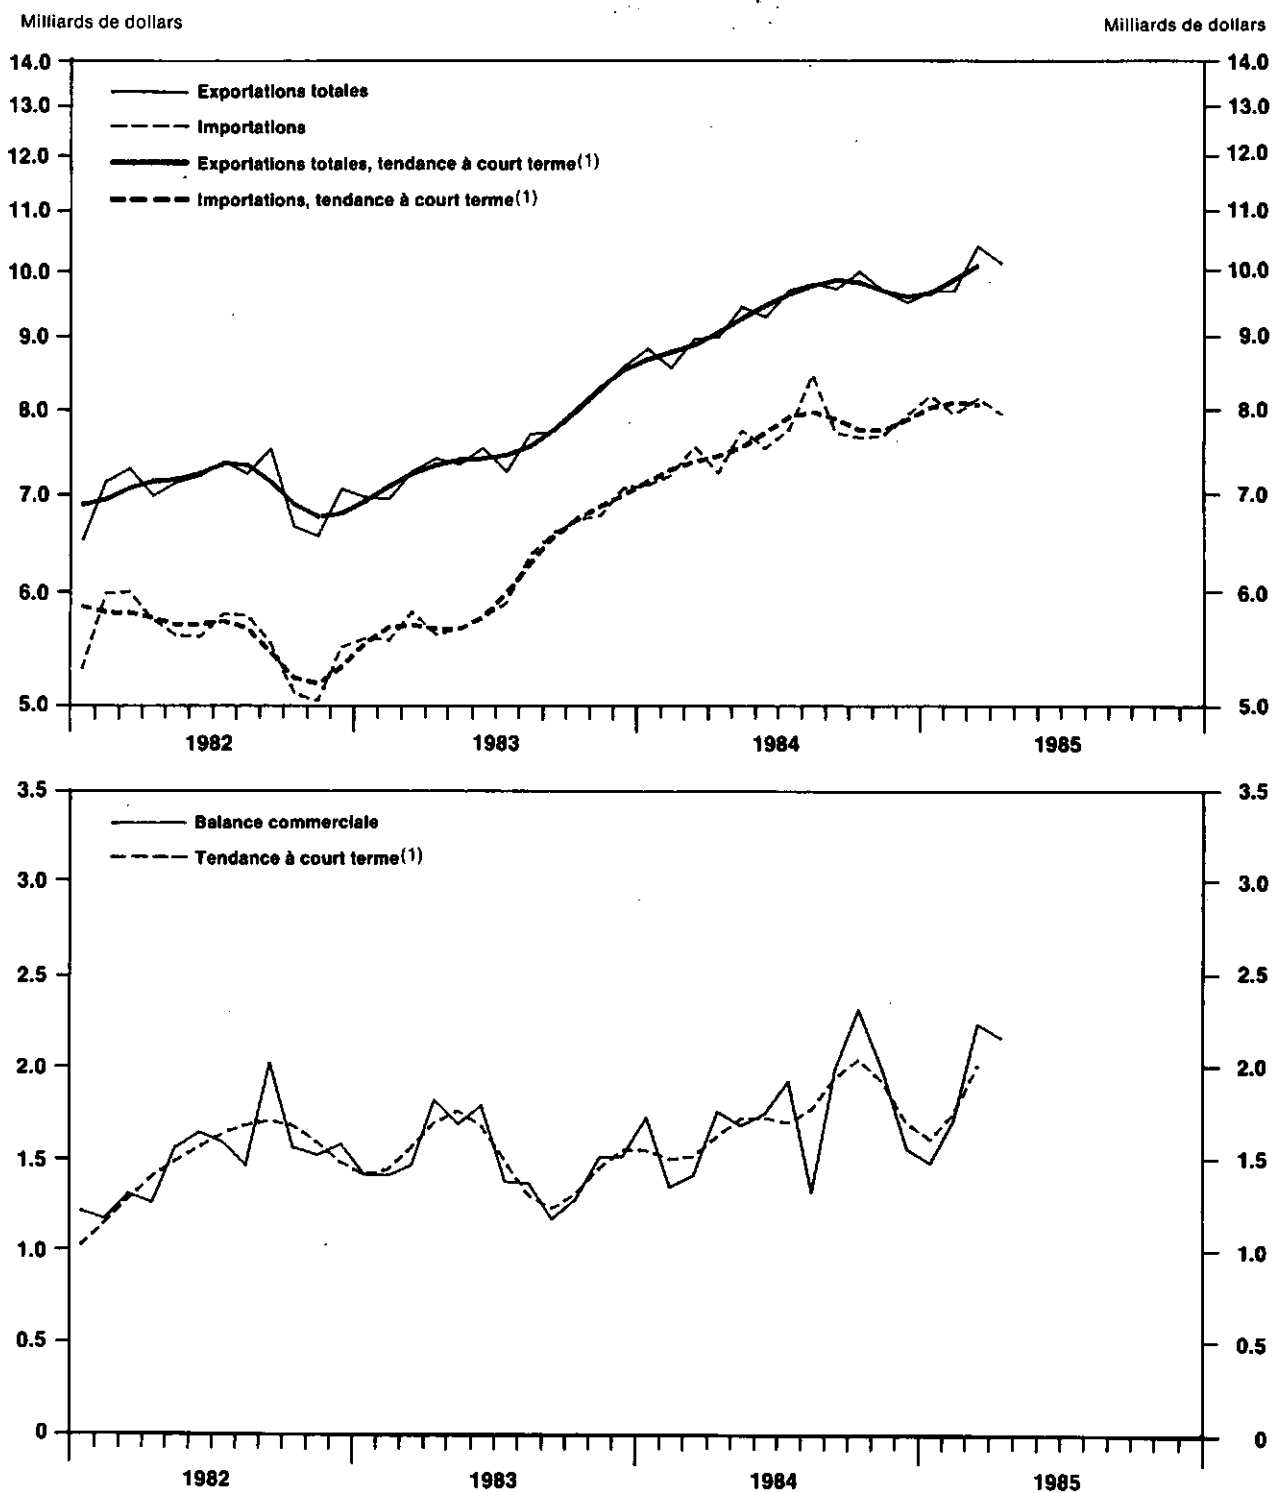 Milliards de dollars Milliards de dollars
14.0 14.0
Exportations totales
13.0 13.0
Importations
12.0 12.0
Exportations totales, tendance à court terme(1)
Importations, tendance à court terme(1)
11.0 11.0
10.0 10.0
9.0 9.0
8.0 8.0
7.0 7.0
6.0 6.0
5.0 5.0
1982 1983 1984 1985
3.5 3.5
Balance commerciale
Tendance à court terme(1)
3.0 3.0
2.5 2.5
2.0 2.0
1.5 1.5
1.0 1.0
0.5 0.5
0 0
1982 1983 1984 1985